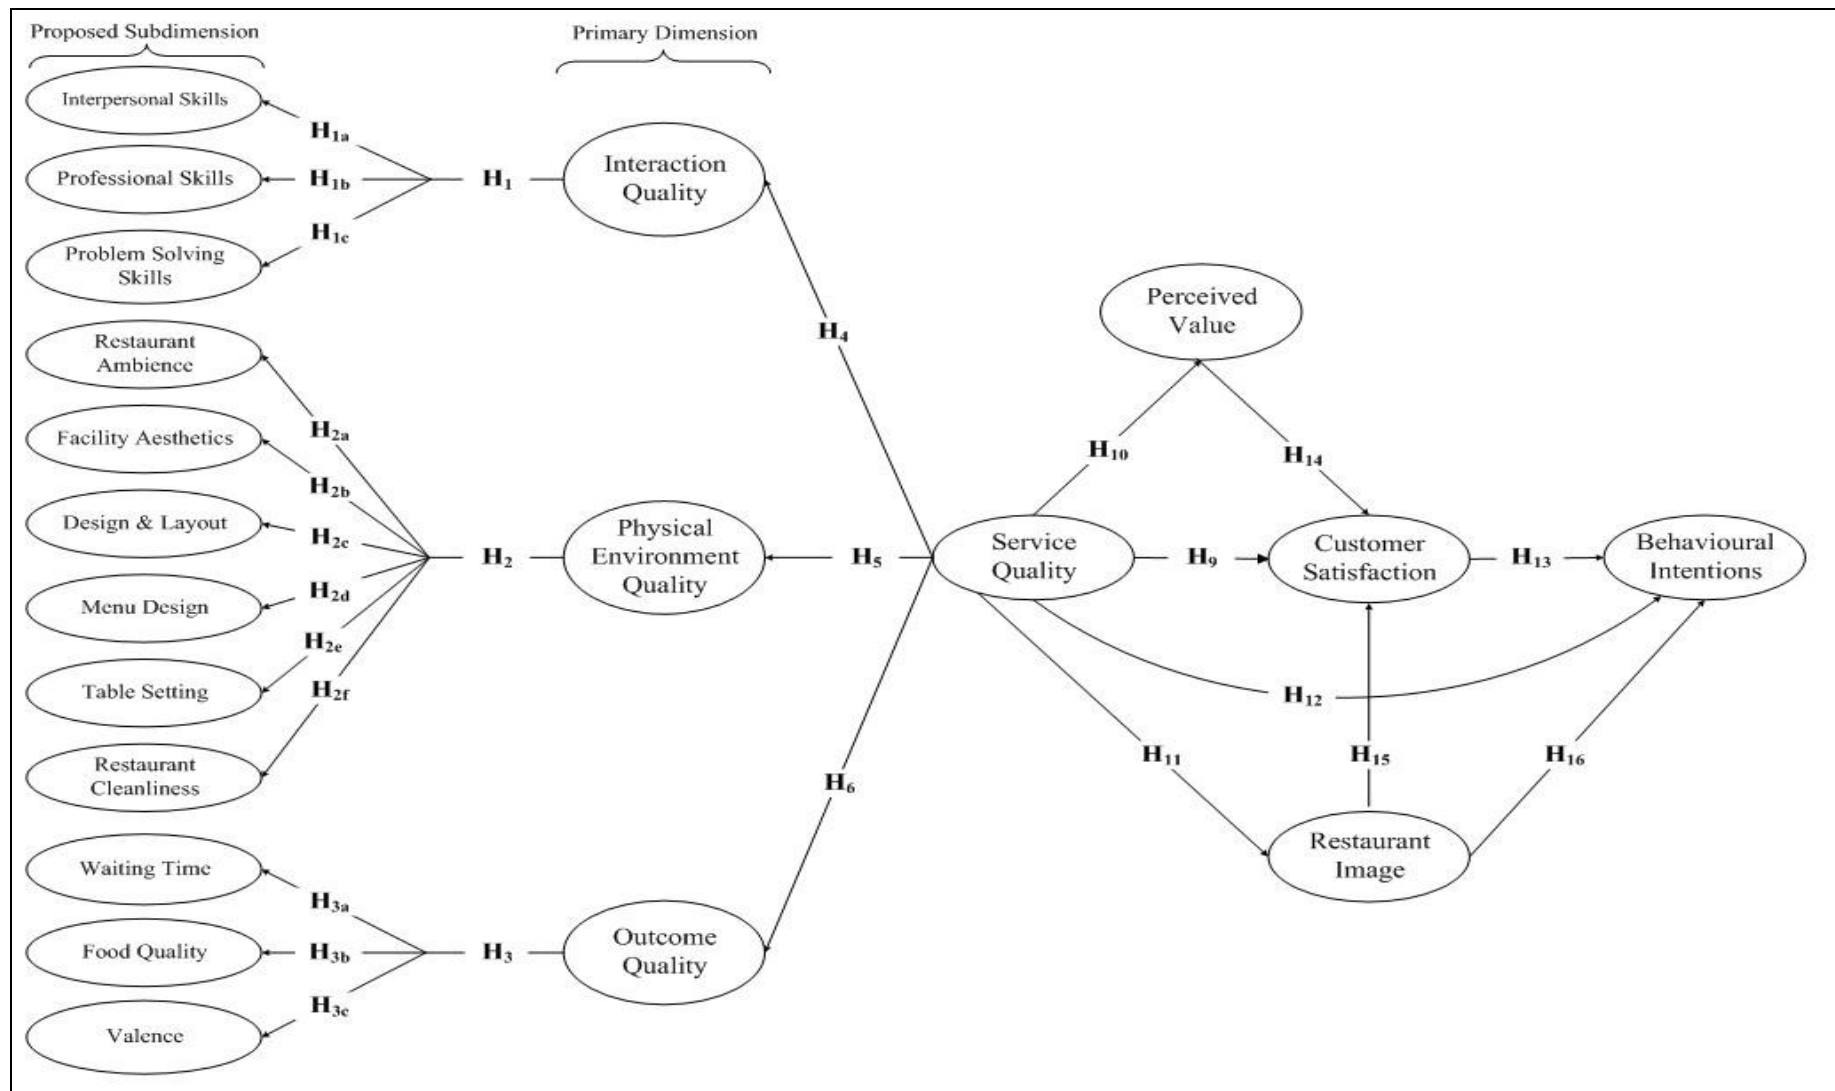 Proposed Subdimension
Primary Dimension
Interpersonal Skills
H1a
Professional Skills
H1b
H1
Interaction
Quality
H1c
Problem Solving
Skills
H4
Perceived
Value
Restaurant
Ambience
H2a
Facility Aesthetics
H2b
Design & Layout
H2c
H2
Physical
Environment
Quality
H5
Service
Quality
H10
H14
H9
Customer
Satisfaction
H13
Behavioural
Intentions
H2d
Menu Design
H2e
Table Setting
H2f
H12
Restaurant
Cleanliness
H6
H11
H15
H16
Restaurant
Image
Waiting Time
H3a
Food Quality
H3b
H3
Outcome
Quality
H3c
Valence